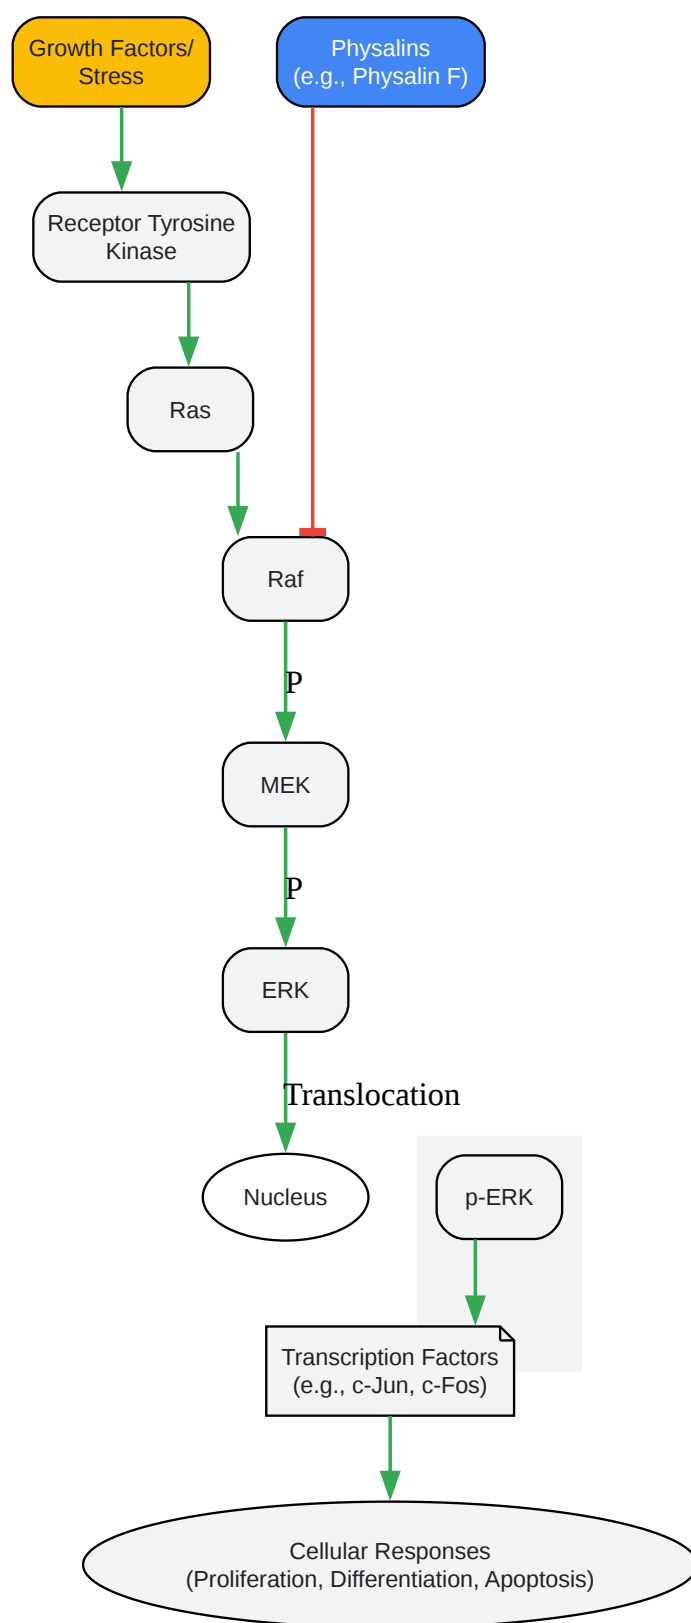 Growth Factors/
Stress
Physalins
(e.g., Physalin F)
Receptor Tyrosine
Kinase
Ras
Raf
P
MEK
P
ERK
Translocation
Nucleus
p-ERK
Transcription Factors
(e.g., c-Jun, c-Fos)
Cellular Responses
(Proliferation, Differentiation, Apoptosis)